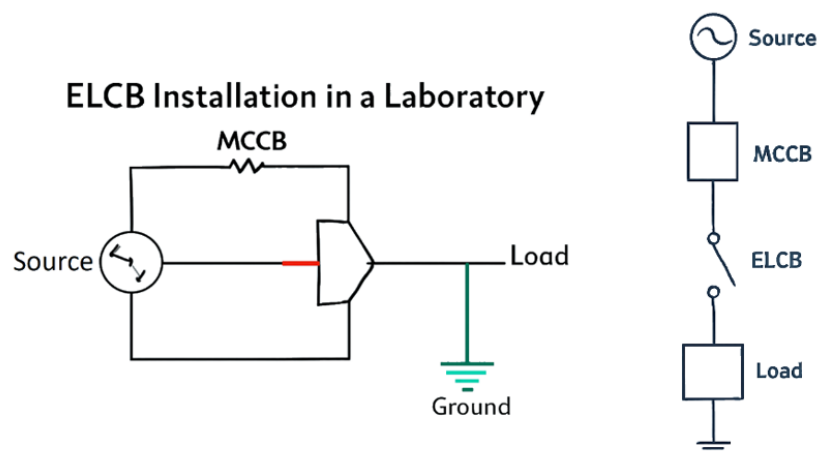 ELCB Installation in a Laboratory
MCCB
Source
Load
Ground
Source
MCCB
ELCB
Load